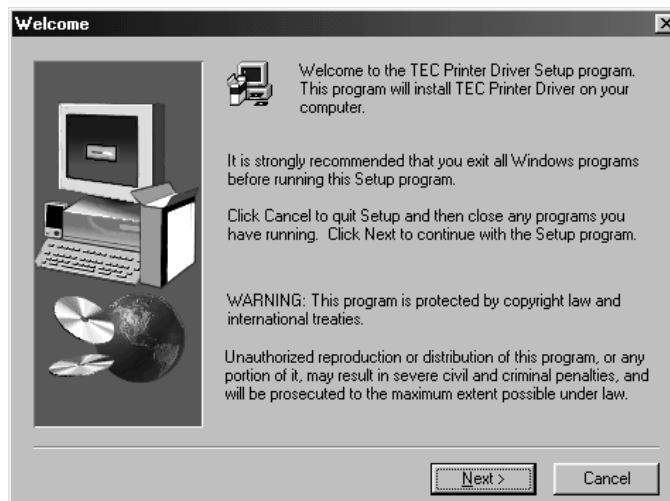 Welcome
Welcome to the TEC Printer Driver Setup program.
This program will install TEC Printer Driver on your
computer.
It is strongly recommended that you exit all Windows programs
before running this Setup program.
Click Cancel to quit Setup and then close any programs you
have running. Click Next to continue with the Setup program.
WARNING: This program is protected by copyright law and
international treaties.
Unauthorized reproduction or distribution of this program, or any
portion of it, may result in severe civil and criminal penalties, and
will be prosecuted to the maximum extent possible under law.
Next >
Cancel